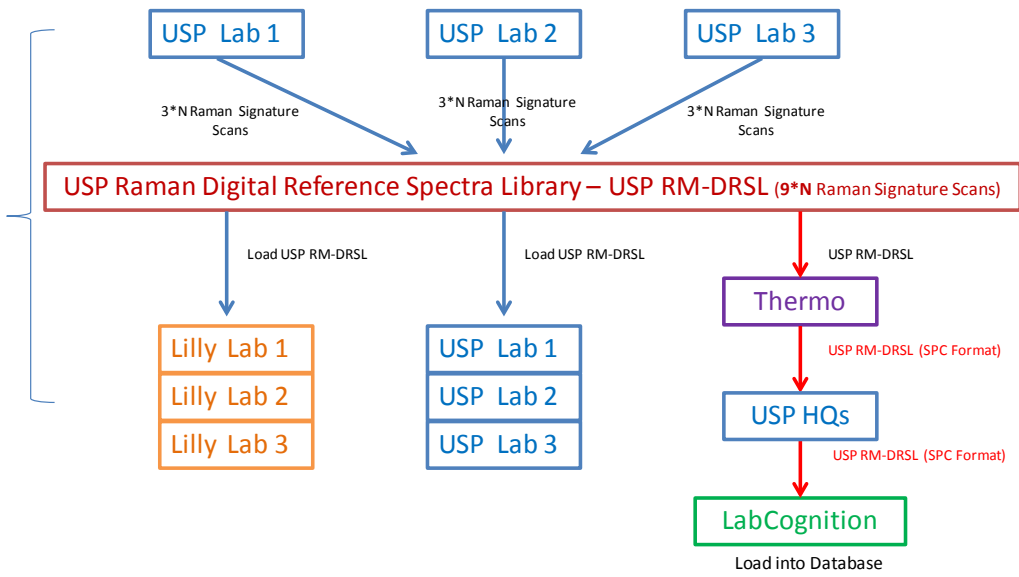 USP Lab 1
USP Lab 2
USP Lab 3
3*N Raman Signature
Scans
3*N Raman Signature
Scans
3*N Raman Signature
Scans
USP Raman Digital Reference Spectra Library – USP RM-DRSL (9*N Raman Signature Scans)
Load USP RM-DRSL
Load USP RM-DRSL
USP RM-DRSL
Thermo
Lilly Lab 1
Lilly Lab 2
Lilly Lab 3
USP Lab 1
USP Lab 2
USP Lab 3
USP RM-DRSL (SPC Format)
USP HQs
USP RM-DRSL (SPC Format)
LabCognition
Load into Database